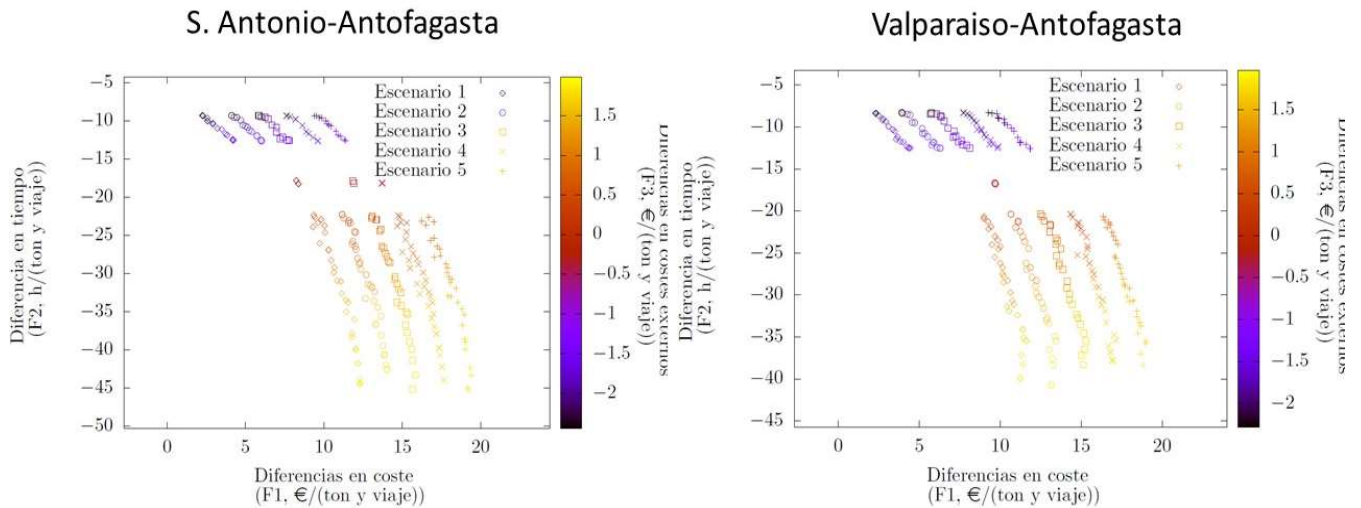 S. Antonio-Antofagasta
−5
−10
−15
−20
−25
−30
−35
−40
−45
−50
0
5
10
15
20
Escenario 1
Escenario 2
Escenario 3
Escenario 4
Escenario 5
1.5
1
0.5
0
−0.5
−1
−1.5
−2
Diferencia en tiempo
(F2, h/(ton y viaje))
Diferencias en coste
(F1, €/(ton y viaje))
Diferencias en costes externos
(F3, €/(ton y viaje))
Valparaiso-Antofagasta
−5
−10
−15
−20
−25
−30
−35
−40
−45
0
5
10
15
20
Escenario 1
Escenario 2
Escenario 3
Escenario 4
Escenario 5
1.5
1
0.5
0
−0.5
−1
−1.5
−2
Diferencia en tiempo
(F2, h/(ton y viaje))
Diferencias en coste
(F1, €/(ton y viaje))
Diferencias en costes externos
(F3, €/(ton y viaje))